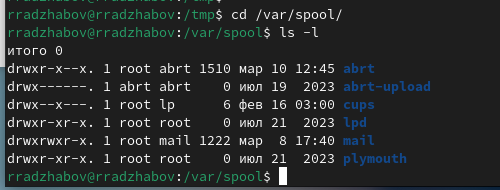 rradzhabov@rradzhabov:/tmp$
rradzhabov@rradzhabov:/tmp$ cd /var/spool/
rradzhabov@rradzhabov:/var/spool$ ls -l
итого 0
drwxr-x--x. 1 root abrt 1510 мар 10 12:45 abrt
drwx------. 1 abrt abrt    0 июл 19  2023 abrt-upload
drwx--x---. 1 root lp      6 фев 16 03:00 cups
drwxr-xr-x. 1 root root    0 июл 21  2023 lpd
drwxrwxr-x. 1 root mail 1222 мар  8 17:40 mail
drwxr-xr-x. 1 root root    0 июл 21  2023 plymouth
rradzhabov@rradzhabov:/var/spool$